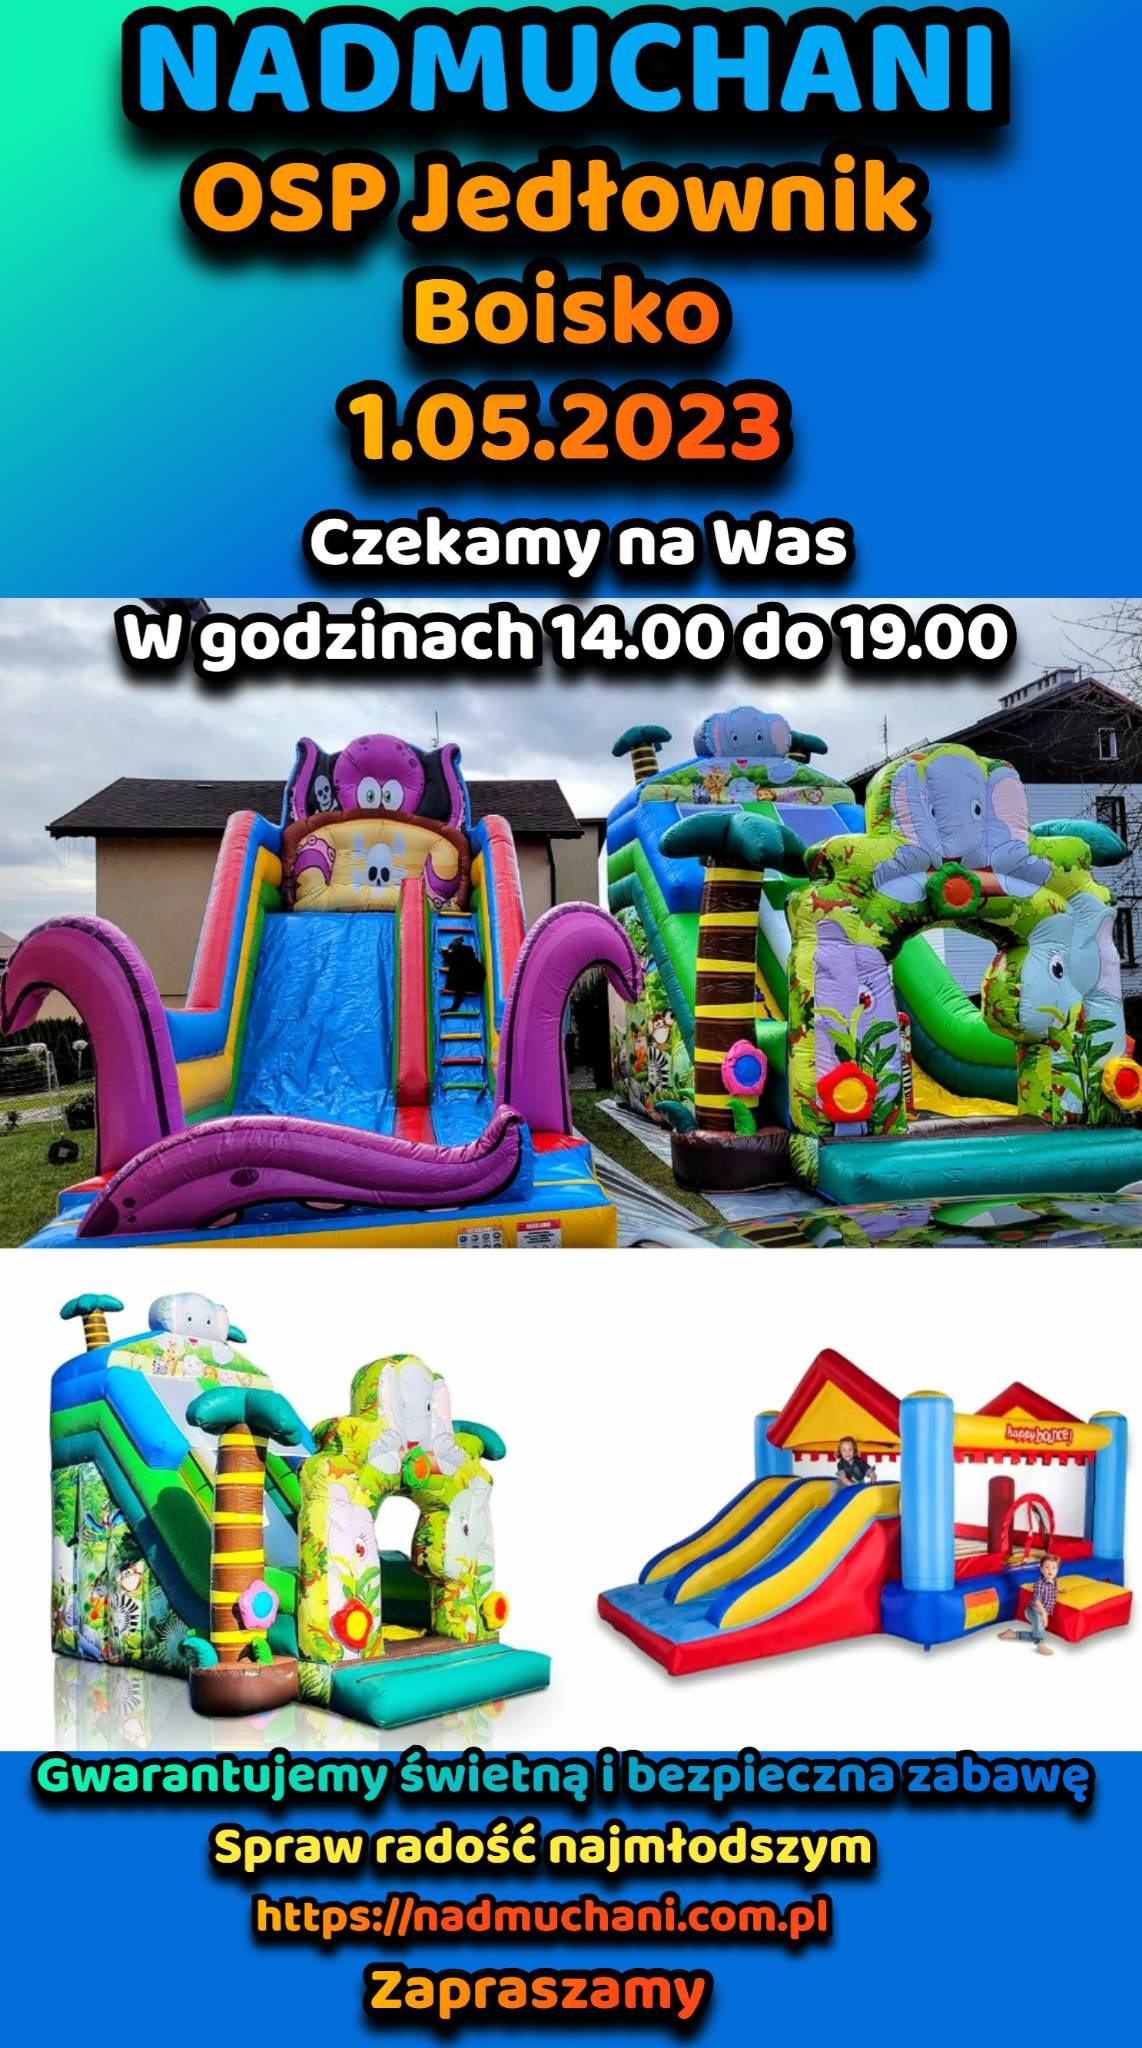 NADMUCHANI
OSP Jedłownik
Boisko
1.05.2023
Czekamy na Was
W godzinach 14.00 do 19.00
happy bounce!
Gwarantujemy świetną i bezpieczna zabawę
Spraw radość najmłodszym
https://nadmuchani.com.pl
Zapraszamy